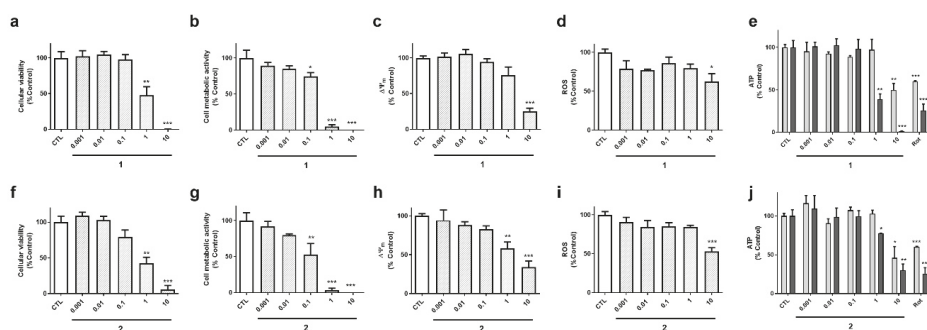 a
Cellular viability
(% Control)
100
50
0
**
***
CTL
0.001
0.01
0.1
1
10
1
b
Cell metabolic activity
(% Control)
100
50
0
*
***
***
CTL
0.001
0.01
0.1
1
10
1
c
ΔΨm
(% Control)
100
50
0
***
CTL
0.001
0.01
0.1
1
10
1
d
ROS
(% Control)
100
50
0
*
CTL
0.001
0.01
0.1
1
10
1
e
ATP
(% Control)
100
50
0
**
**
***
***
**
CTL
0.001
0.01
0.1
1
10
Rot
1
f
Cellular viability
(% Control)
100
50
0
**
***
CTL
0.001
0.01
0.1
1
10
2
g
Cell metabolic activity
(% Control)
100
50
0
**
***
***
CTL
0.001
0.01
0.1
1
10
2
h
ΔΨm
(% Control)
100
50
0
**
***
CTL
0.001
0.01
0.1
1
10
2
i
ROS
(% Control)
100
50
0
***
CTL
0.001
0.01
0.1
1
10
2
j
ATP
(% Control)
100
50
0
*
*
**
***
**
CTL
0.001
0.01
0.1
1
10
Rot
2